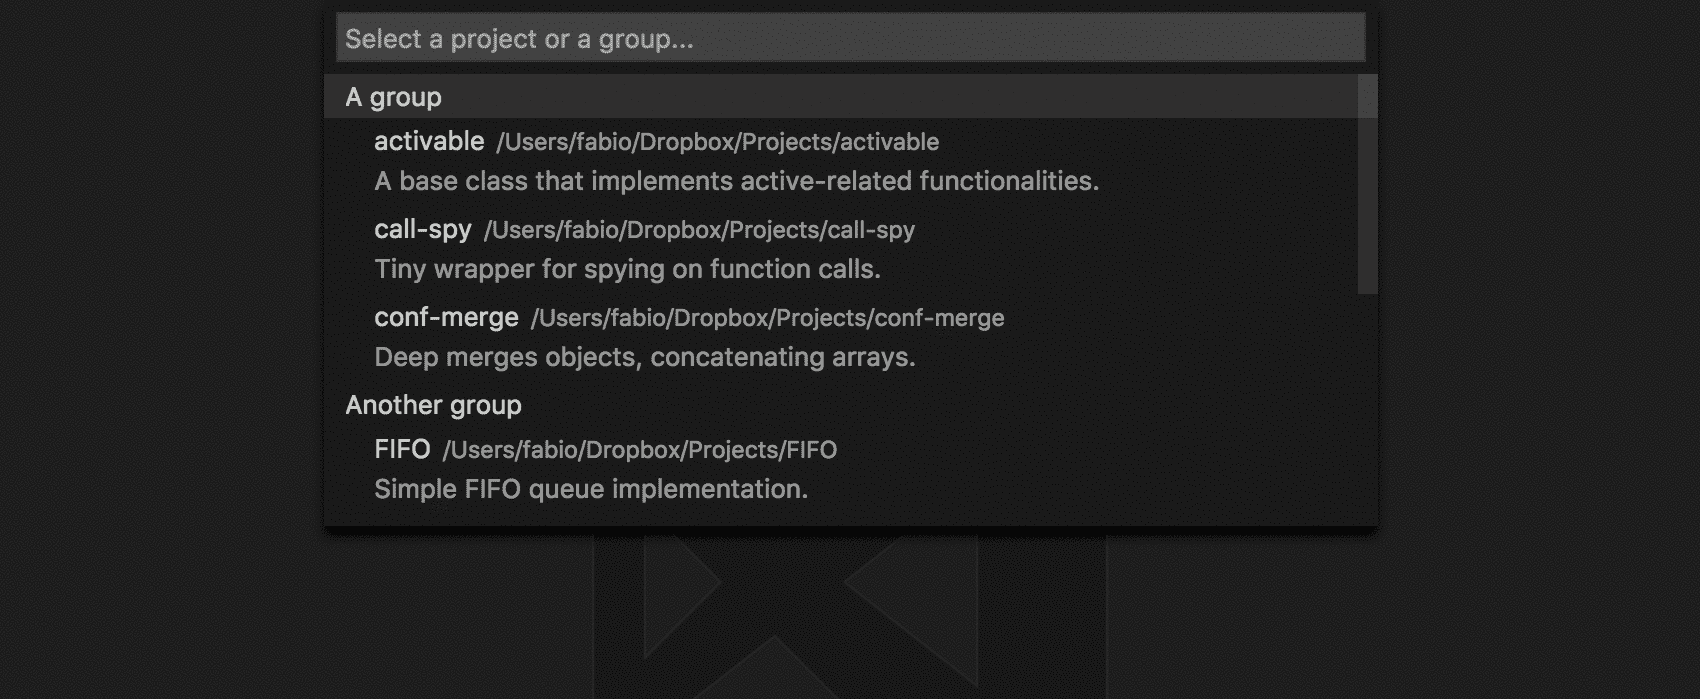 Select a project or a group...
A group
activable /Users/fabio/Dropbox/Projects/activable
A base class that implements active-related functionalities.
call-spy /Users/fabio/Dropbox/Projects/call-spy
Tiny wrapper for spying on function calls.
conf-merge /Users/fabio/Dropbox/Projects/conf-merge
Deep merges objects, concatenating arrays.
Another group
FIFO /Users/fabio/Dropbox/Projects/FIFO
Simple FIFO queue implementation.